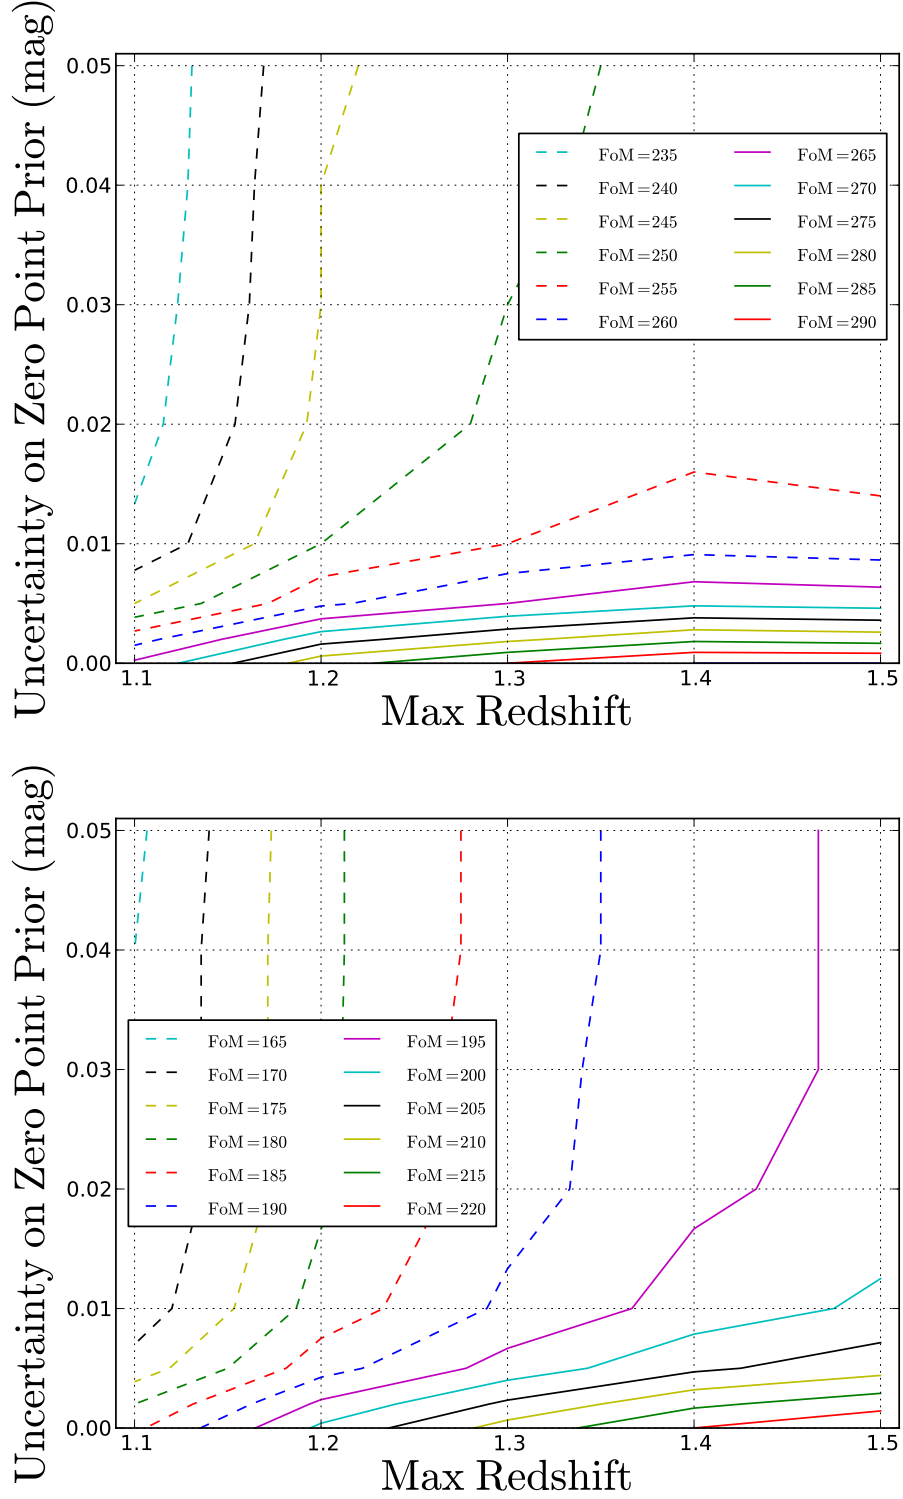 Uncertainty on Zero Point Prior (mag)
0.05
0.04
0.03
0.02
0.01
0.00
FoM=235 FoM=265
FoM=240 FoM=270
FoM=245 FoM=275
FoM=250 FoM=280
FoM=255 FoM=285
FoM=260 FoM=290
1.1 1.2 1.3 1.4 1.5
Max Redshift
Uncertainty on Zero Point Prior (mag)
0.05
0.04
0.03
0.02
0.01
0.00
FoM=165 FoM=195
FoM=170 FoM=200
FoM=175 FoM=205
FoM=180 FoM=210
FoM=185 FoM=215
FoM=190 FoM=220
1.1 1.2 1.3 1.4 1.5
Max Redshift